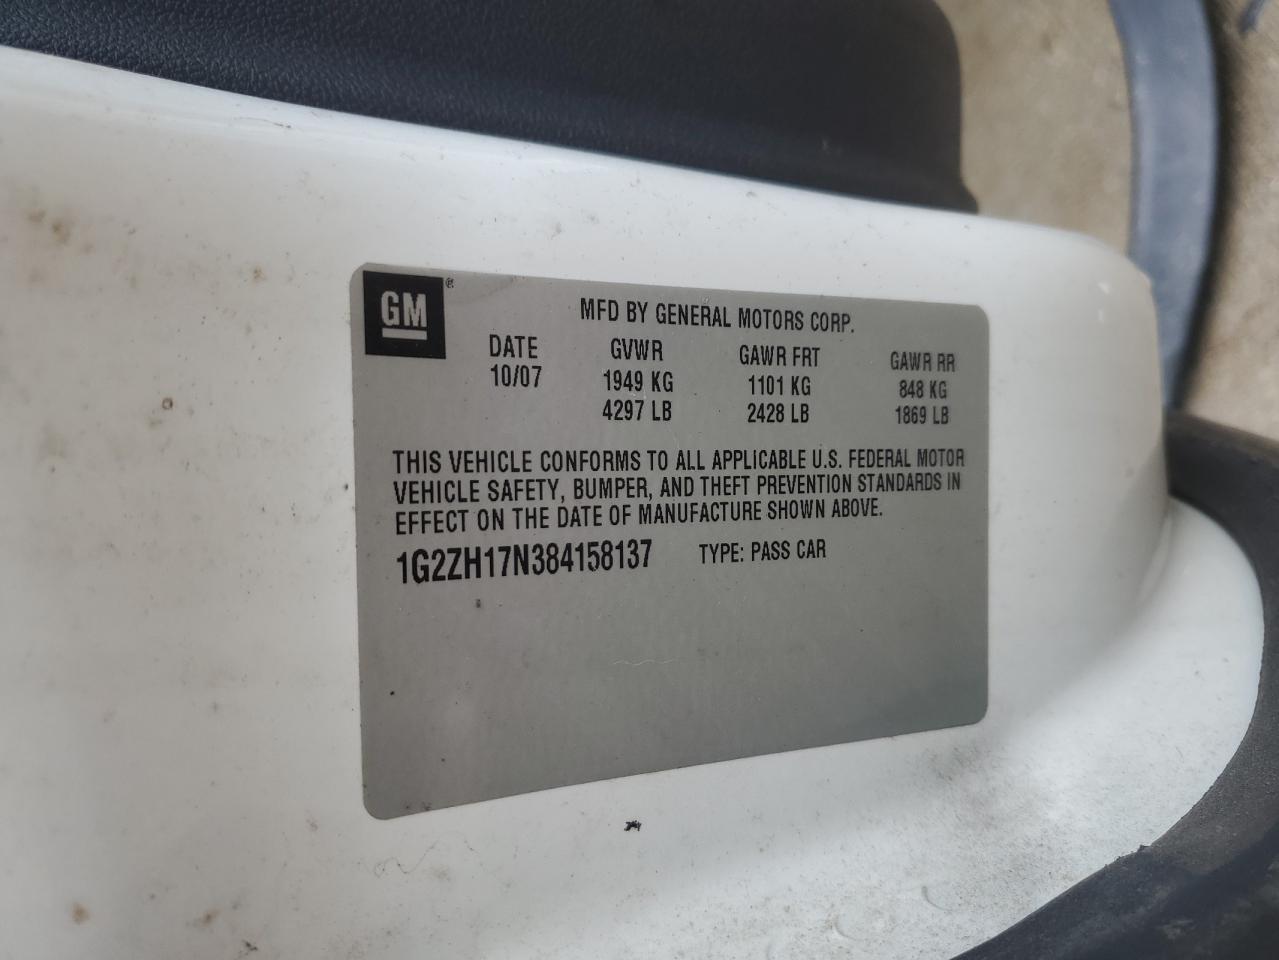 GM®
MFD BY GENERAL MOTORS CORP.
DATE GVWR GAWR FRT GAWR RR
10/07 1949 KG 1101 KG 848 KG
4297 LB 2428 LB 1869 LB
THIS VEHICLE CONFORMS TO ALL APPLICABLE U.S. FEDERAL MOTOR
VEHICLE SAFETY, BUMPER, AND THEFT PREVENTION STANDARDS IN
EFFECT ON THE DATE OF MANUFACTURE SHOWN ABOVE.
1G2ZH17N384158137 TYPE: PASS CAR